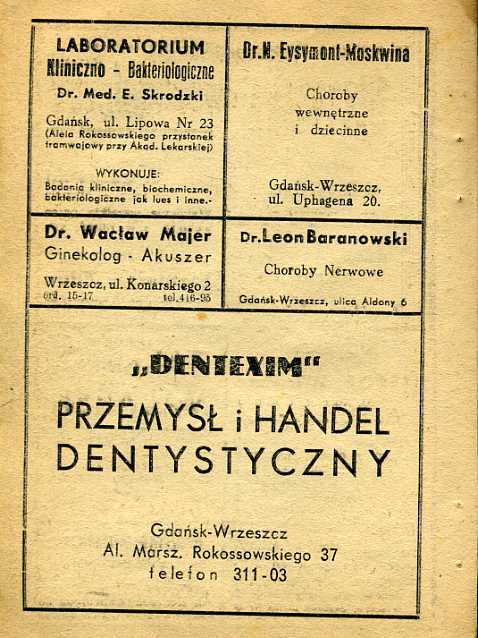 LABORATORIUM
Kliniczno - Bakteriologiczne
Dr. Med. E. Skrodzki
Gdańsk, ul. Lipowa Nr 23
(Aleja Rokossowskiego przystanek
tramwajowy przy Akad. Lekarskiej)
WYKONUJE:
Badania kliniczne, biochemiczne,
bakteriologiczne jak lues i inne.-
Dr. N. Eysymont-Moskwina
Choroby
wewnętrzne
i dziecinne
Gdańsk-Wrzeszcz,
ul. Uphagena 20.
Dr. Wacław Majer
Ginekolog - Akuszer
Wrzeszcz, ul. Konarskiego 2
ord. 15-17 tel. 416-95
Dr. Leon Baranowski
Choroby Nerwowe
Gdańsk-Wrzeszcz, ulica Aldony 6
„DENTEXIM“
PRZEMYSŁ i HANDEL
DENTYSTYCZNY
Gdańsk-Wrzeszcz
Al. Marsz. Rokossowskiego 37
telefon 311-03